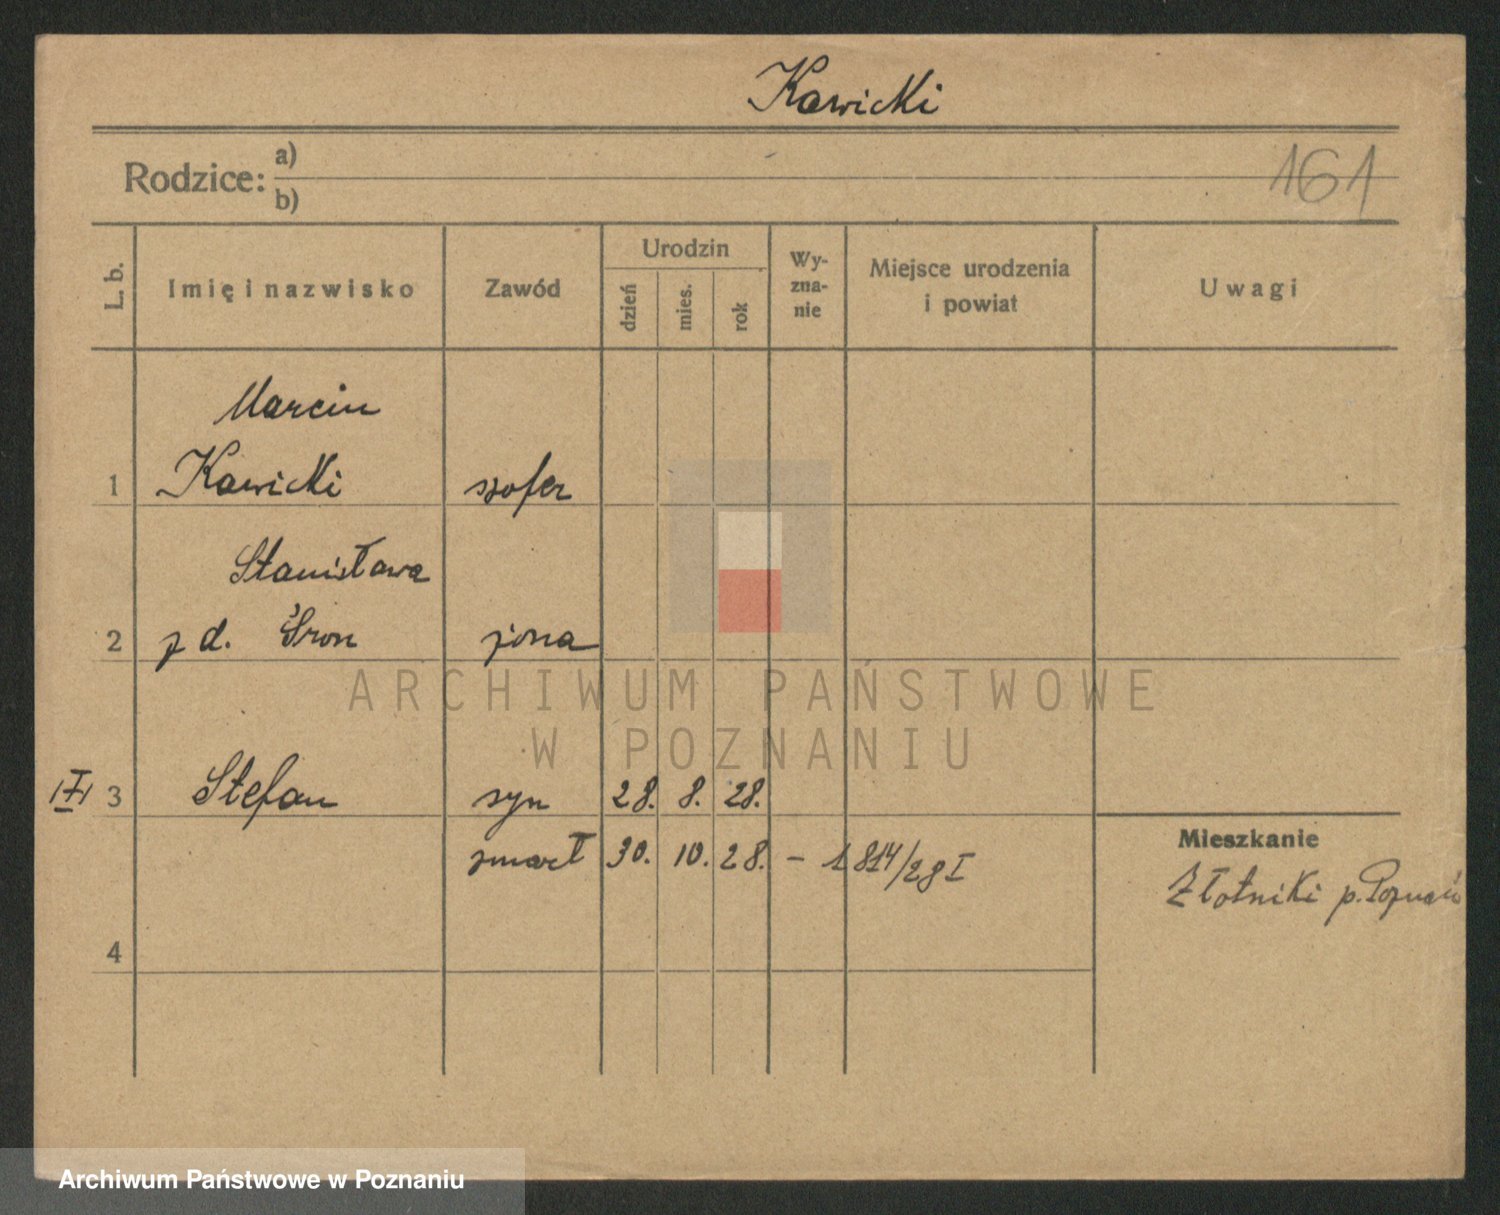 Kawicki
Rodzice: a)
b)
161
L. b. Imię i nazwisko Zawód Urodzin dzień mies. rok Wy-zna-nie Miejsce urodzenia i powiat Uwagi
Marcin
1 Kawicki szofer
Stanisława
2 z d. Śron żona
ARCHIWUM PAŃSTWOWE
W POZNANIU
3 Stefan syn 28. 8. 28.
zmarł 30. 10. 28. – 1814/28 I
Mieszkanie
Złotniki p. Poznań
4
Archiwum Państwowe w Poznaniu